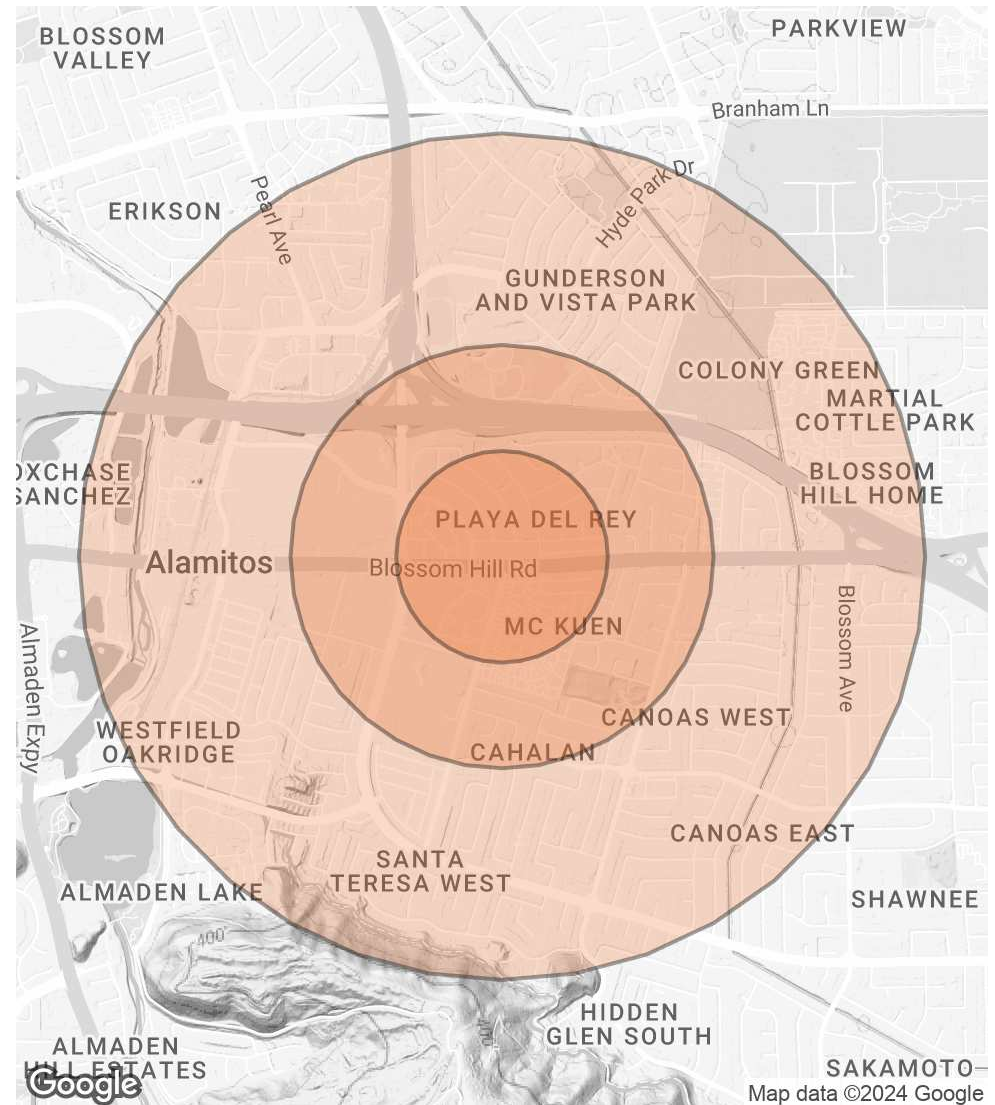 BLOSSOM
VALLEY
PARKVIEW
Branham Ln
Pearl Ave
ERIKSON
Hyde Park Dr
GUNDERSON
AND VISTA PARK
COLONY GREEN
MARTIAL
COTTLE PARK
OXCHASE
SANCHEZ
BLOSSOM
HILL HOME
PLAYA DEL REY
Alamitos
Blossom Hill Rd
MC KUEN
Blossom Ave
Almaden Expy
WESTFIELD
OAKRIDGE
CANOAS WEST
CAHALAN
CANOAS EAST
SANTA
TERESA WEST
ALMADEN LAKE
SHAWNEE
400'
400
HIDDEN
GLEN SOUTH
ALMADEN
HILL ESTATES
SAKAMOTO
Google
Map data ©2024 Google